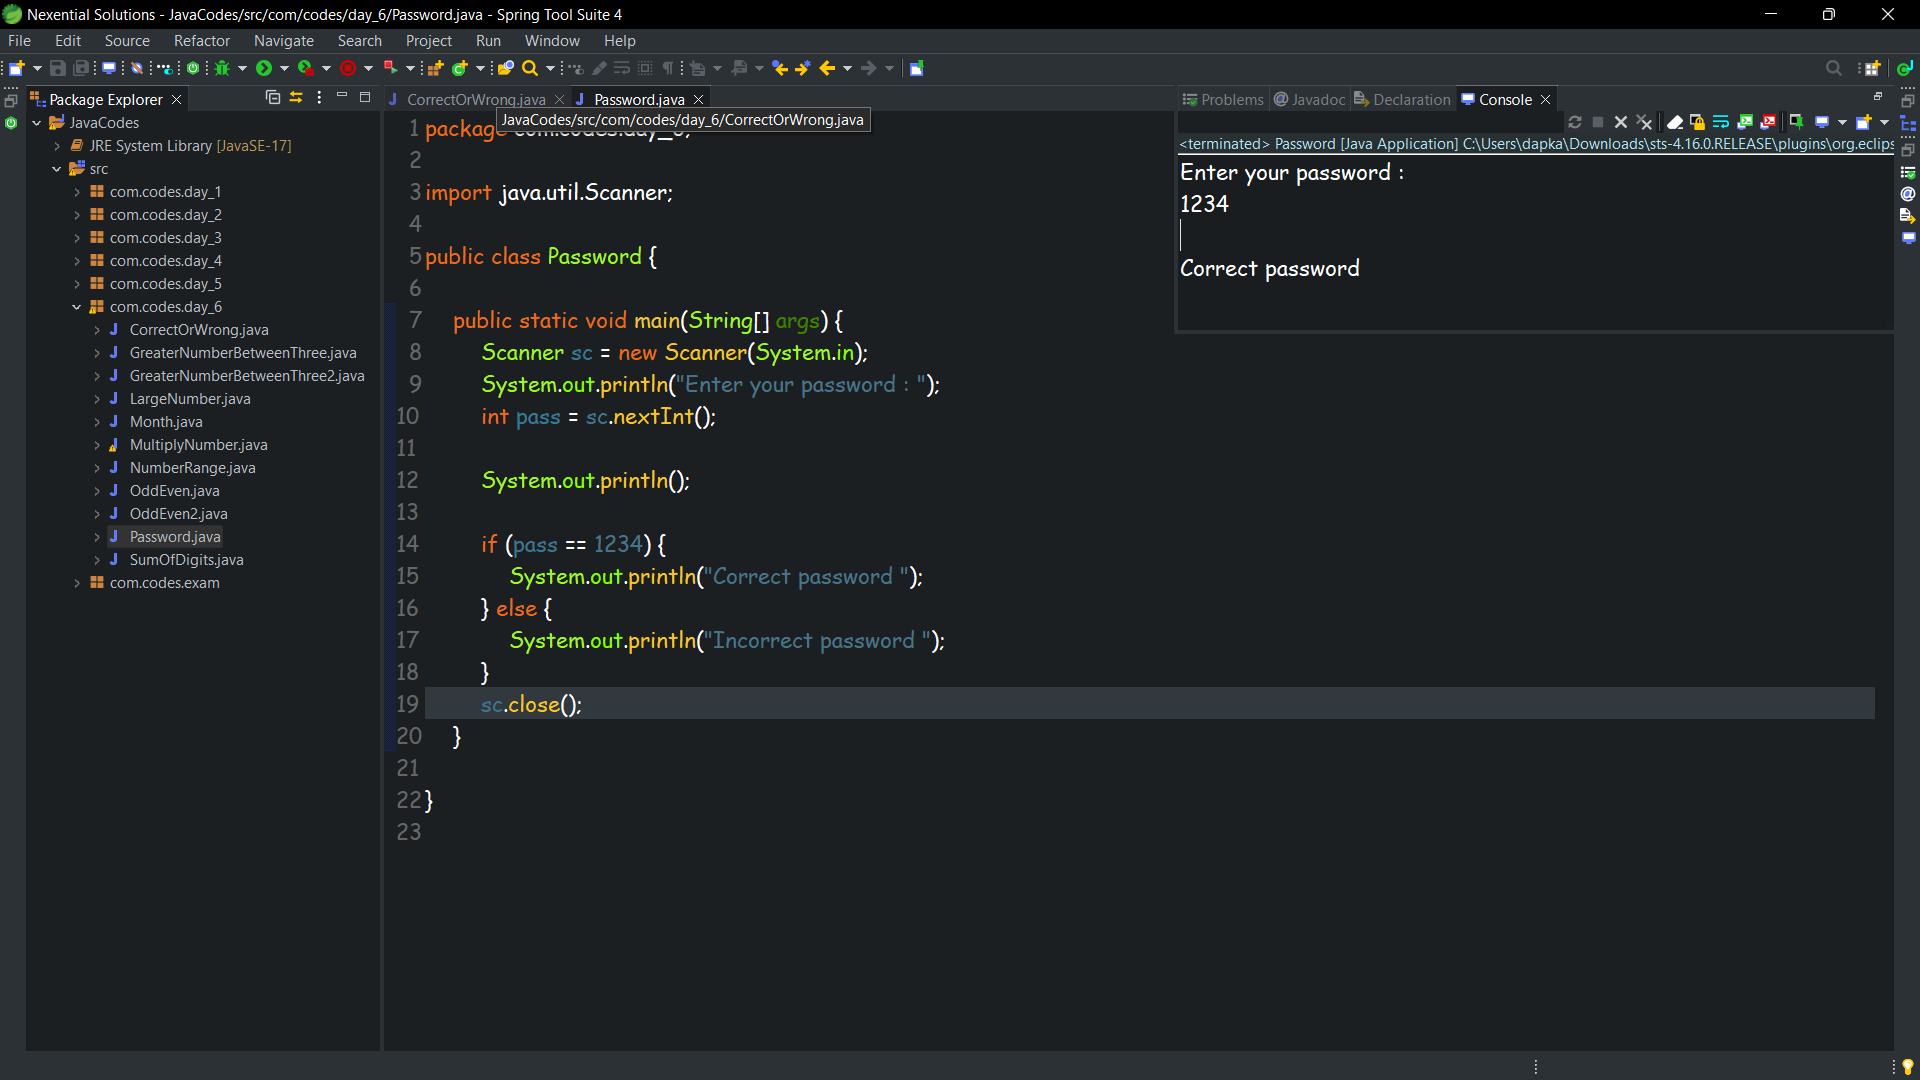 Nexential Solutions - JavaCodes/src/com/codes/day_6/Password.java - Spring Tool Suite 4
File Edit Source Refactor Navigate Search Project Run Window Help
Package Explorer
JavaCodes
JRE System Library [JavaSE-17]
src
com.codes.day_1
com.codes.day_2
com.codes.day_3
com.codes.day_4
com.codes.day_5
com.codes.day_6
CorrectOrWrong.java
GreaterNumberBetweenThree.java
GreaterNumberBetweenThree2.java
LargeNumber.java
Month.java
MultiplyNumber.java
NumberRange.java
OddEven.java
OddEven2.java
Password.java
SumOfDigits.java
com.codes.exam
CorrectOrWrong.java Password.java
JavaCodes/src/com/codes/day_6/CorrectOrWrong.java
1 package com.codes.day_6;
2
3 import java.util.Scanner;
4
5 public class Password {
6
7 public static void main(String[] args) {
8 Scanner sc = new Scanner(System.in);
9 System.out.println("Enter your password : ");
10 int pass = sc.nextInt();
11
12 System.out.println();
13
14 if (pass == 1234) {
15 System.out.println("Correct password ");
16 } else {
17 System.out.println("Incorrect password ");
18 }
19 sc.close();
20 }
21
22 }
23
Problems @ Javadoc Declaration Console
<terminated> Password [Java Application] C:\Users\dapka\Downloads\sts-4.16.0.RELEASE\plugins\org.eclips
Enter your password :
1234
Correct password